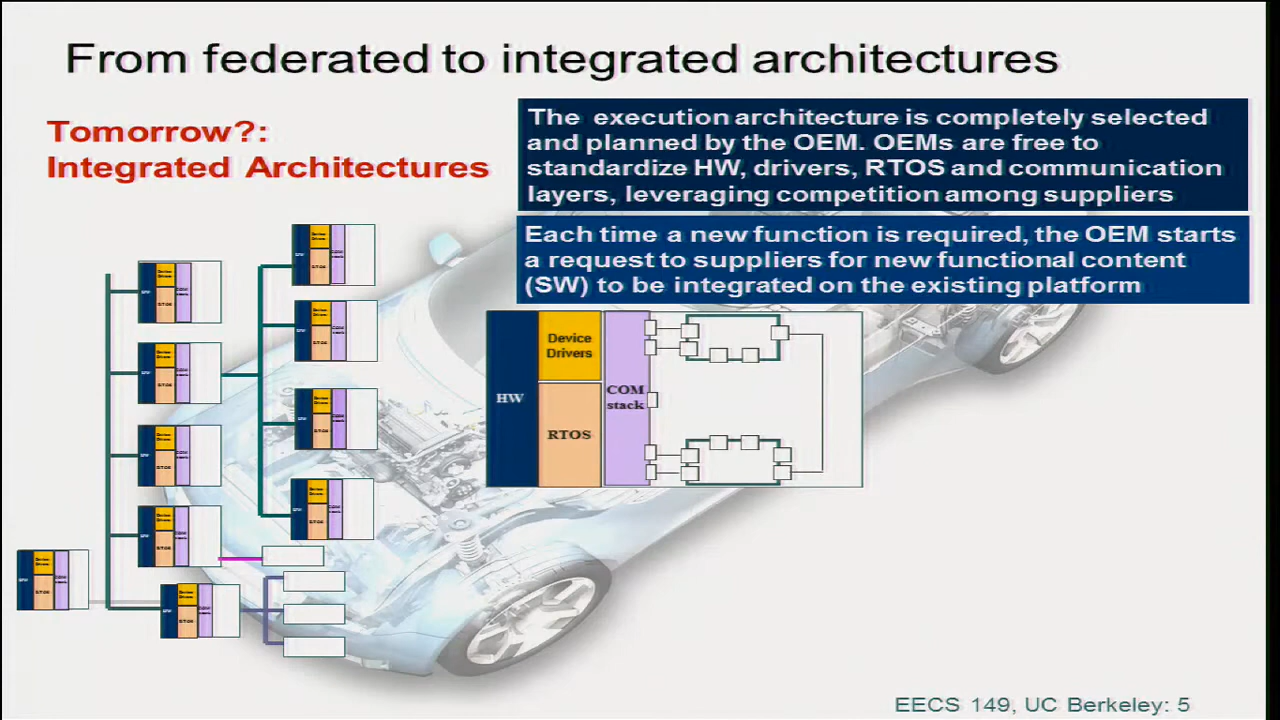 From federated to integrated architectures
Tomorrow?:
Integrated Architectures
The execution architecture is completely selected
and planned by the OEM. OEMs are free to
standardize HW, drivers, RTOS and communication
layers, leveraging competition among suppliers
Each time a new function is required, the OEM starts
a request to suppliers for new functional content
(SW) to be integrated on the existing platform
HW
Device
Drivers
RTOS
COM
stack
EECS 149, UC Berkeley: 5